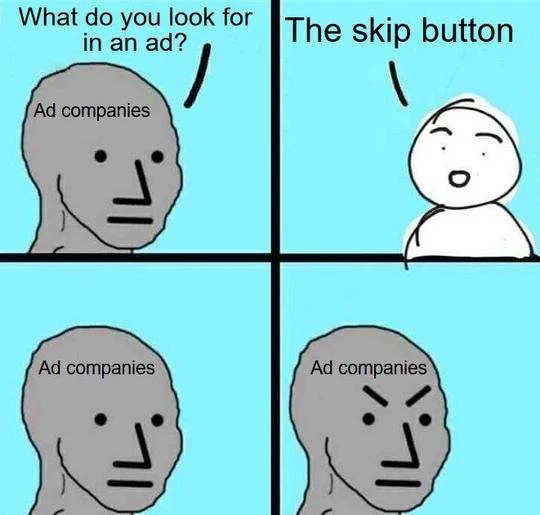 What do you look for
in an ad?
The skip button
Ad companies
Ad companies
Ad companies